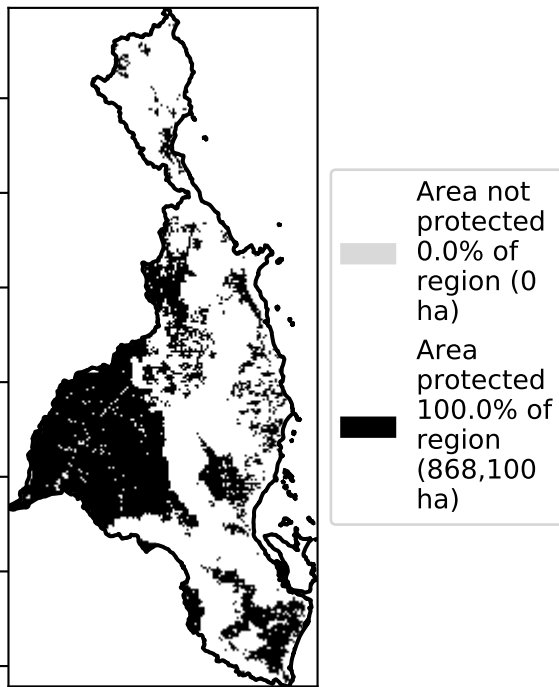 Area not
protected
0.0% of
region (0
ha)
Area
protected
100.0% of
region
(868,100
ha)